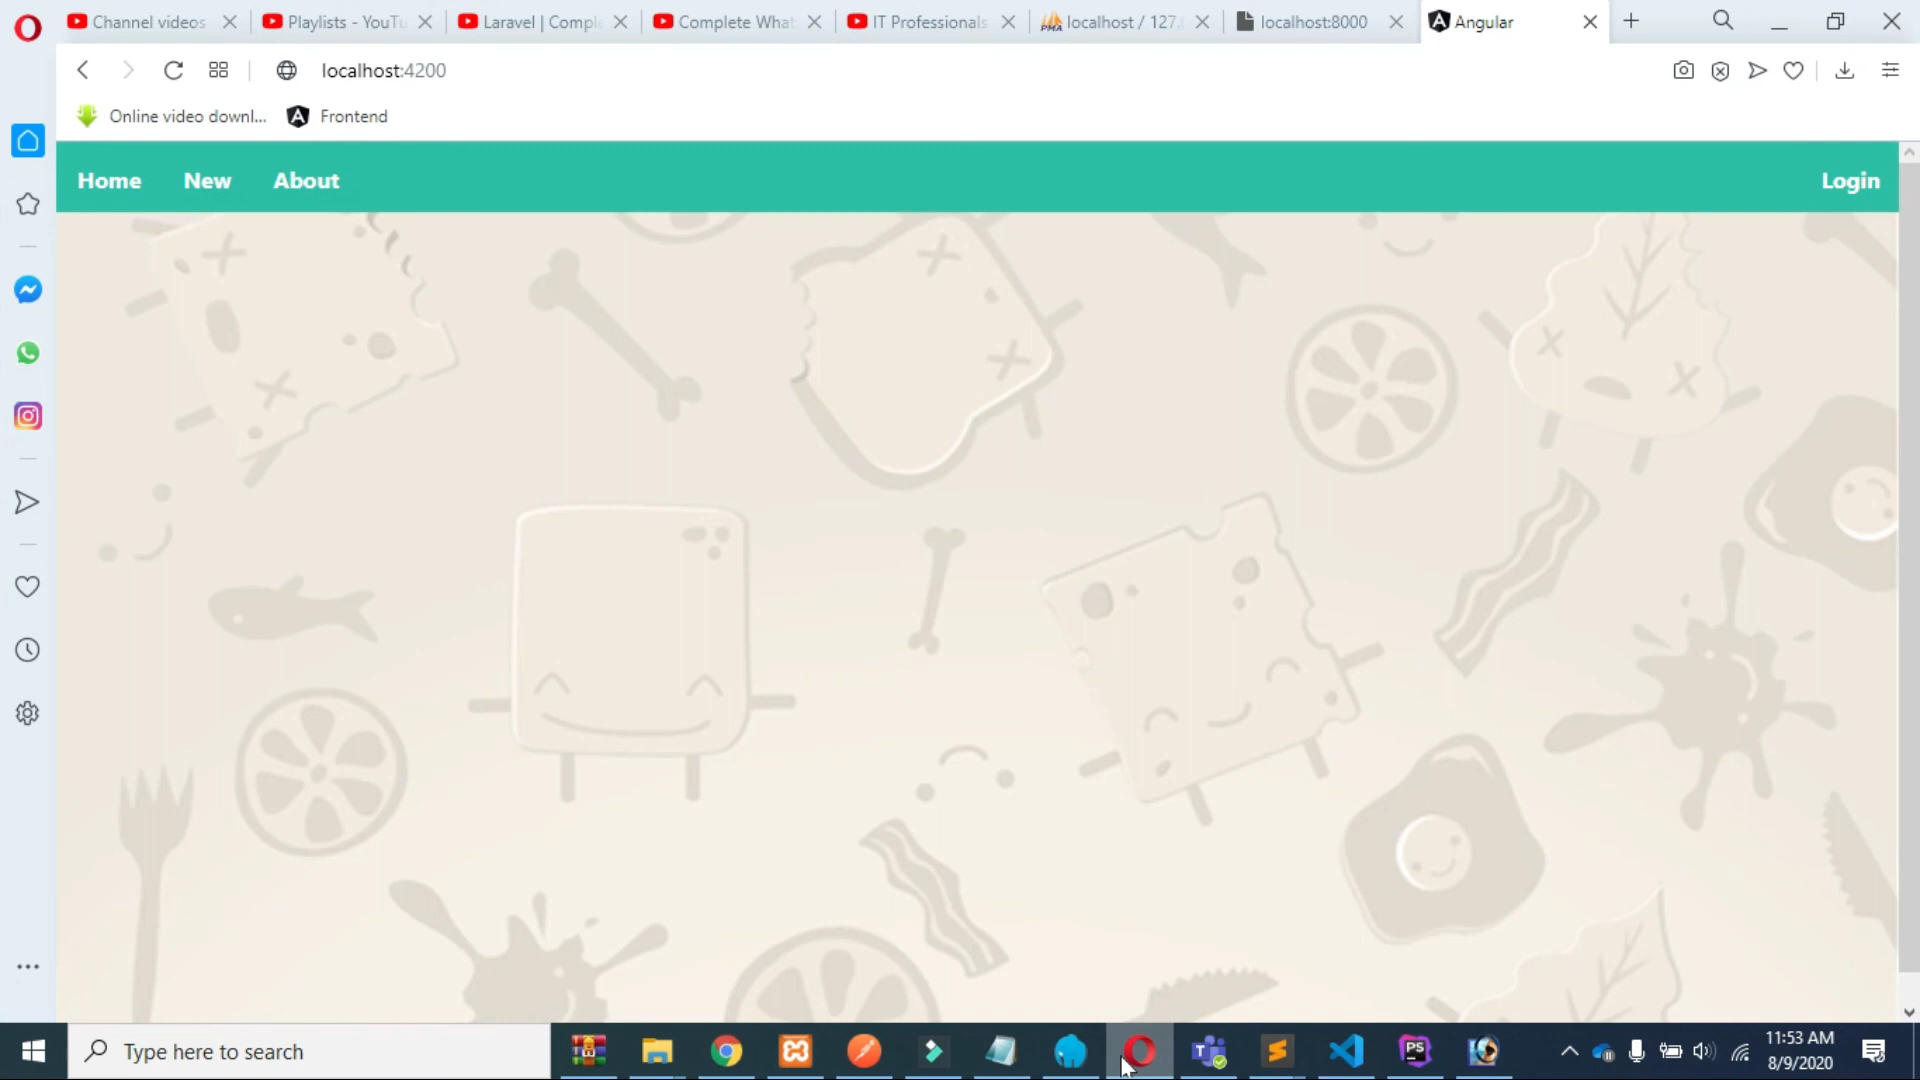 Channel videos
Playlists - YouTu
Laravel | Comple
Complete What
IT Professionals
localhost / 127.
localhost:8000
Angular
localhost:4200
Online video downl...
Frontend
Home New About Login
Type here to search
11:53 AM
8/9/2020